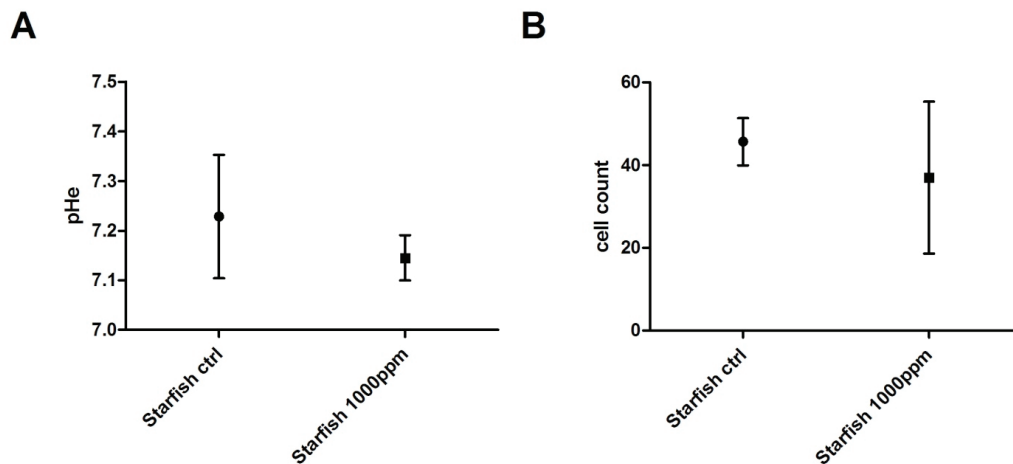 A
pHe
7.5
7.4
7.3
7.2
7.1
7.0
Starfish ctrl
Starfish 1000ppm
B
cell count
60
40
20
0
Starfish ctrl
Starfish 1000ppm